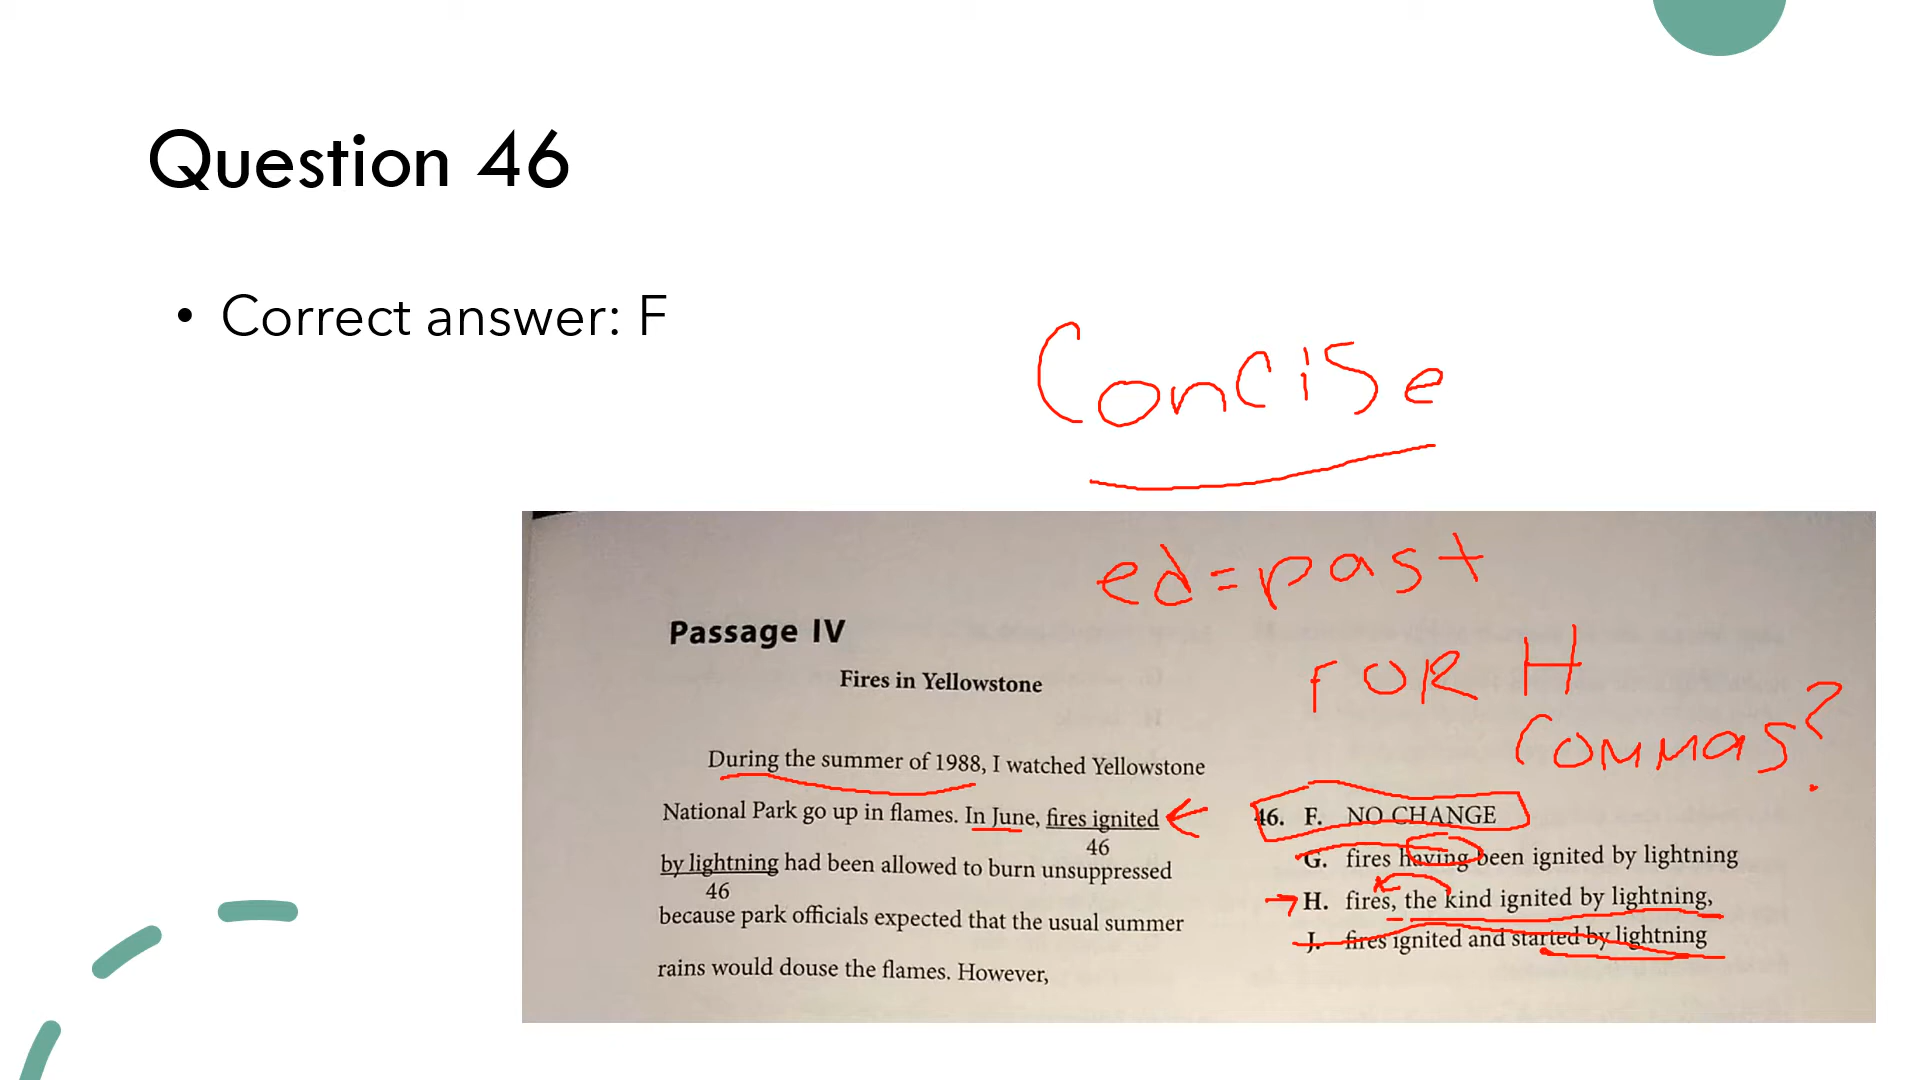 Question 46
• Correct answer: F
Concise
ed=past
FOR H
COMMAS?
Passage IV
Fires in Yellowstone
During the summer of 1988, I watched Yellowstone
National Park go up in flames. In June, fires ignited
46
by lightning had been allowed to burn unsuppressed
46
because park officials expected that the usual summer
rains would douse the flames. However,
46. F. NO CHANGE
G. fires having been ignited by lightning
H. fires, the kind ignited by lightning,
J. fires ignited and started by lightning